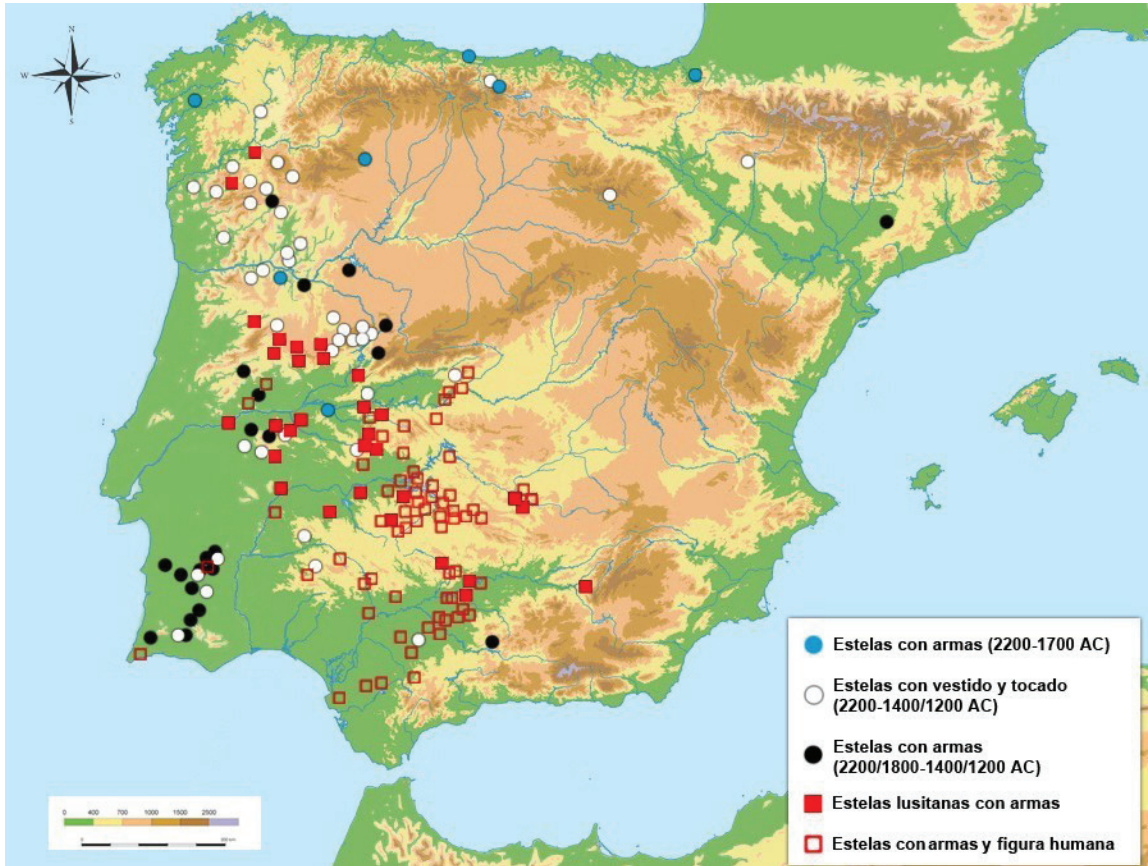 N
W
O
S
Estelas con armas (2200-1700 AC)
Estelas con vestido y tocado
(2200-1400/1200 AC)
Estelas con armas
(2200/1800-1400/1200 AC)
Estelas lusitanas con armas
Estelas con armas y figura humana
0 400 700 1000 1500 2500
0